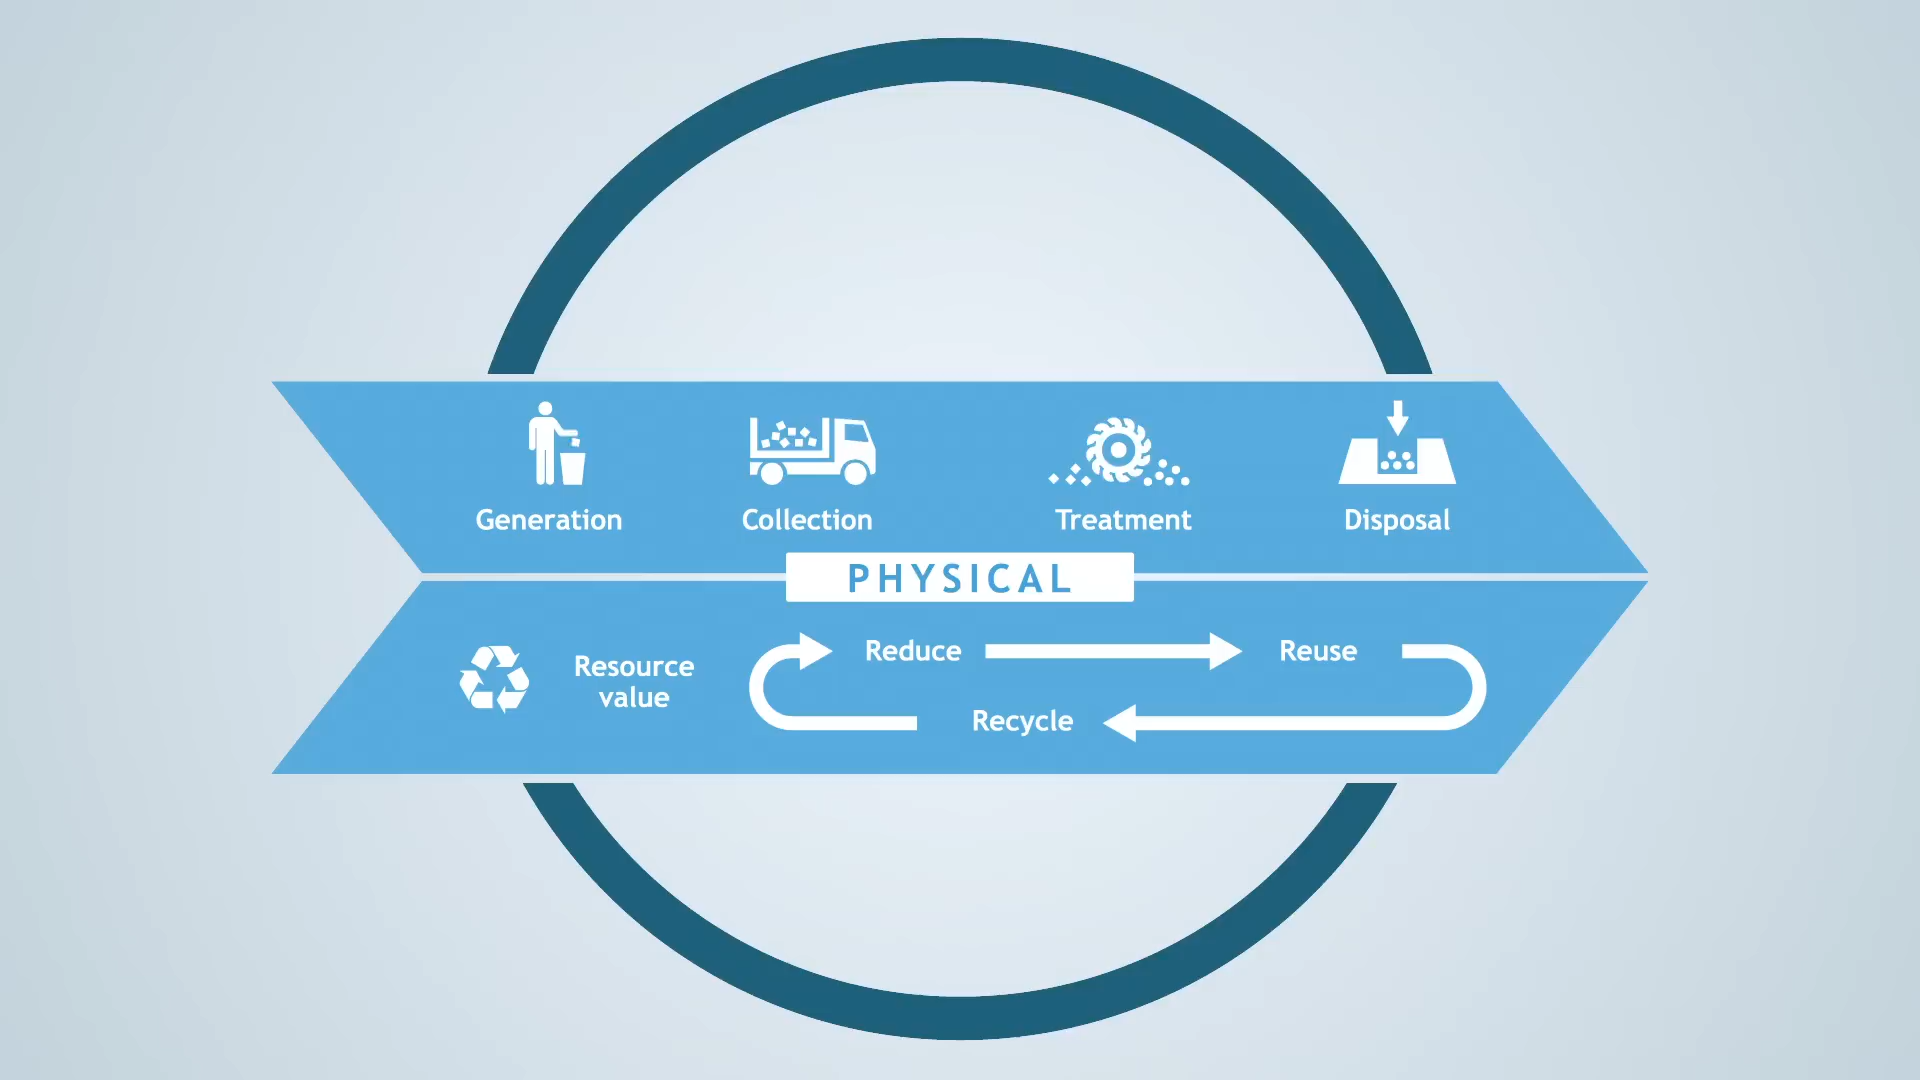 Generation
Collection
Treatment
Disposal
PHYSICAL
Resource
value
Reduce
Reuse
Recycle